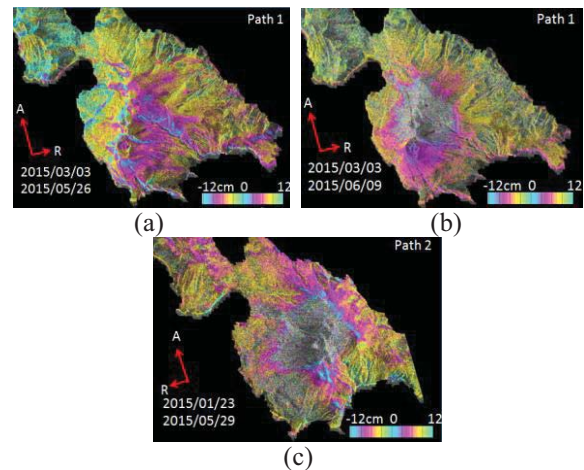 Path 1
A
R
2015/03/03
2015/05/26
-12cm 0 12
(a)
Path 1
A
R
2015/03/03
2015/06/09
-12cm 0 12
(b)
Path 2
A
R
2015/01/23
2015/05/29
-12cm 0 12
(c)